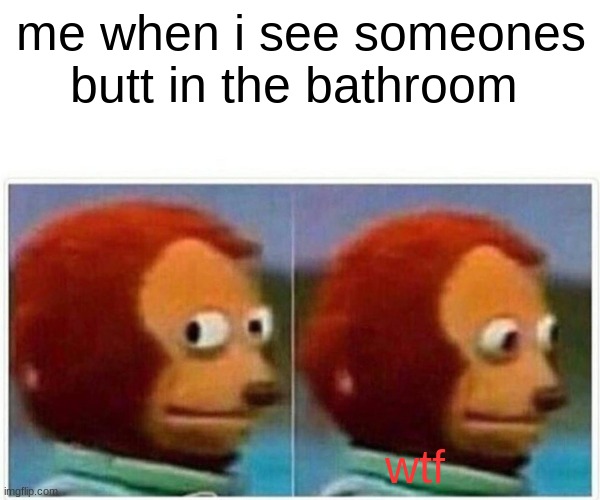 me when i see someones
butt in the bathroom
wtf
imgflip.com